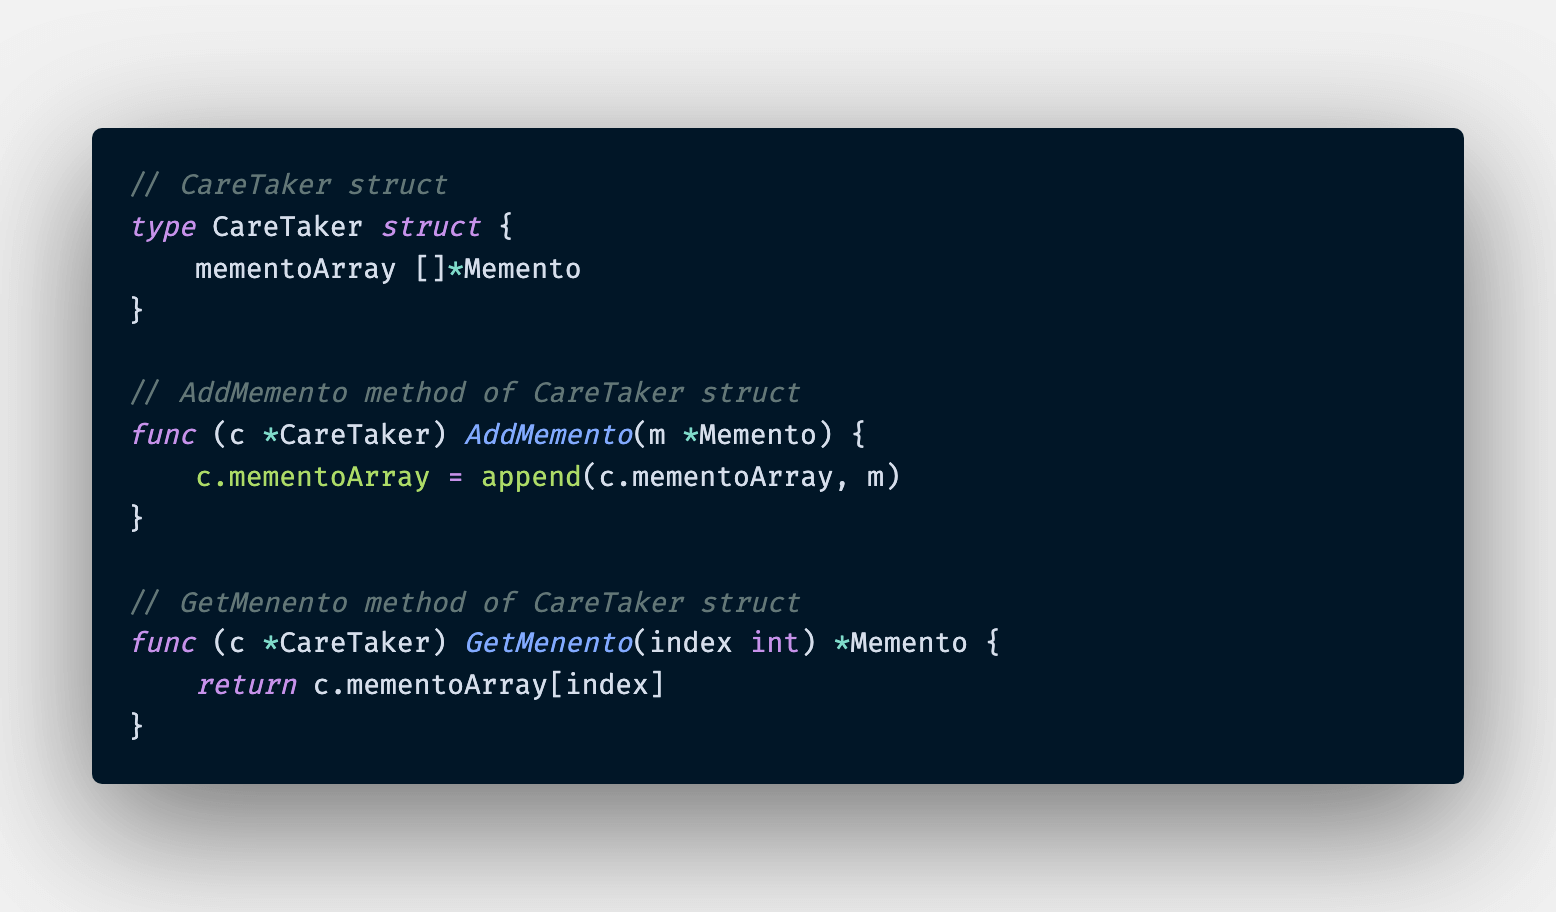 // CareTaker struct
type CareTaker struct {
    mementoArray []*Memento
}

// AddMemento method of CareTaker struct
func (c *CareTaker) AddMemento(m *Memento) {
    c.mementoArray = append(c.mementoArray, m)
}

// GetMenento method of CareTaker struct
func (c *CareTaker) GetMenento(index int) *Memento {
    return c.mementoArray[index]
}